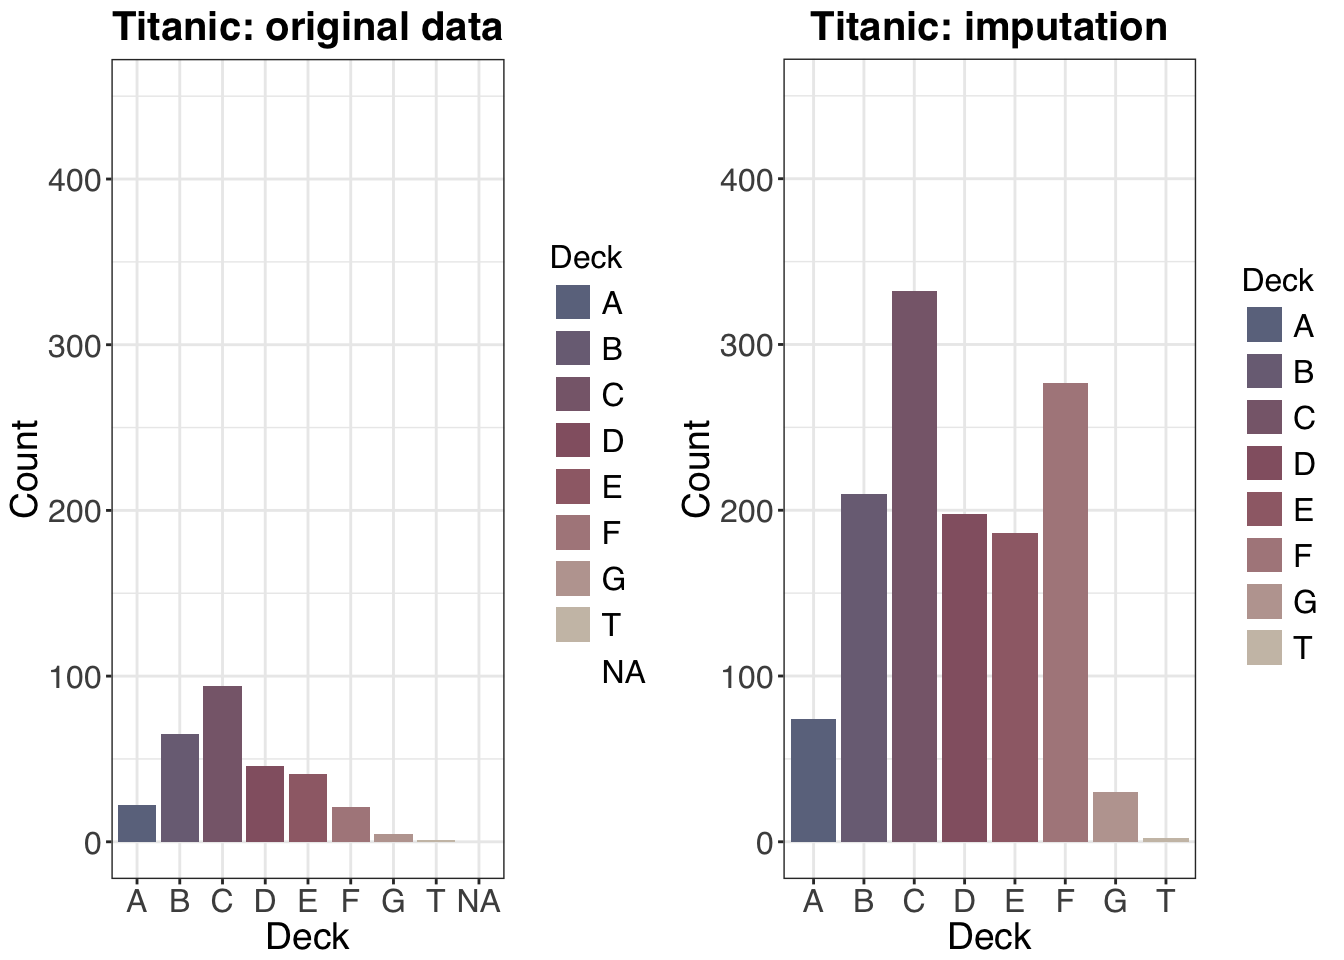 Titanic: original data
Count
400
300
200
100
0
A B C D E F G T NA
Deck
Deck
A
B
C
D
E
F
G
T
NA
Titanic: imputation
Count
400
300
200
100
0
A B C D E F G T
Deck
Deck
A
B
C
D
E
F
G
T